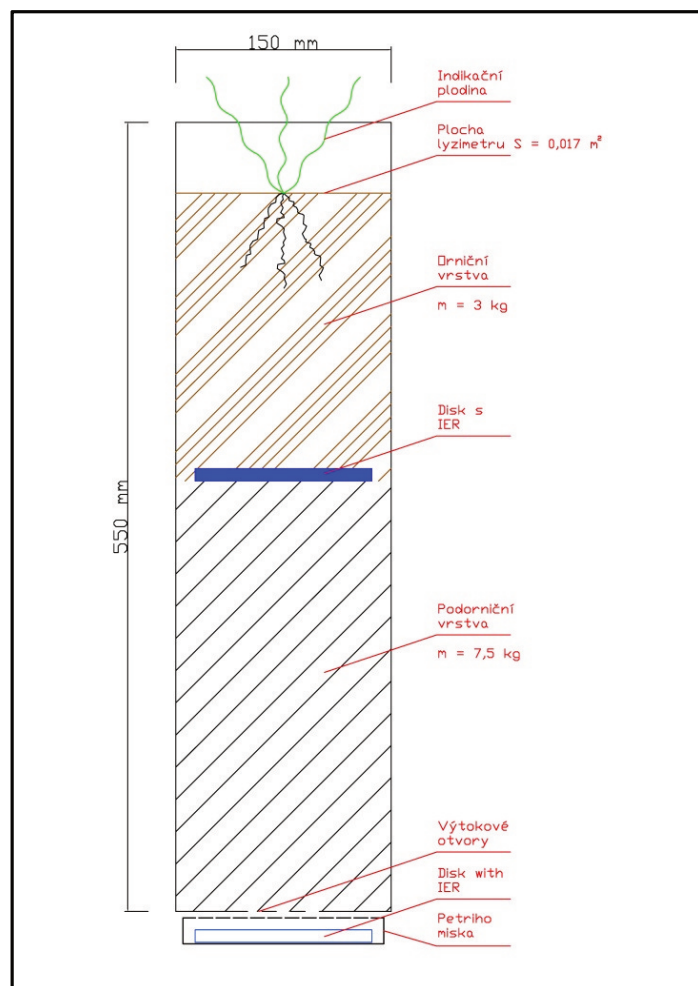 150 mm
Indikační
plodina
Plocha
lyzimetru S = 0,017 m²
Orniční
vrstva
m = 3 kg
Disk s
IER
550 mm
Podorniční
vrstva
m = 7,5 kg
Výtokové
otvory
Disk with
IER
Petriho
miska